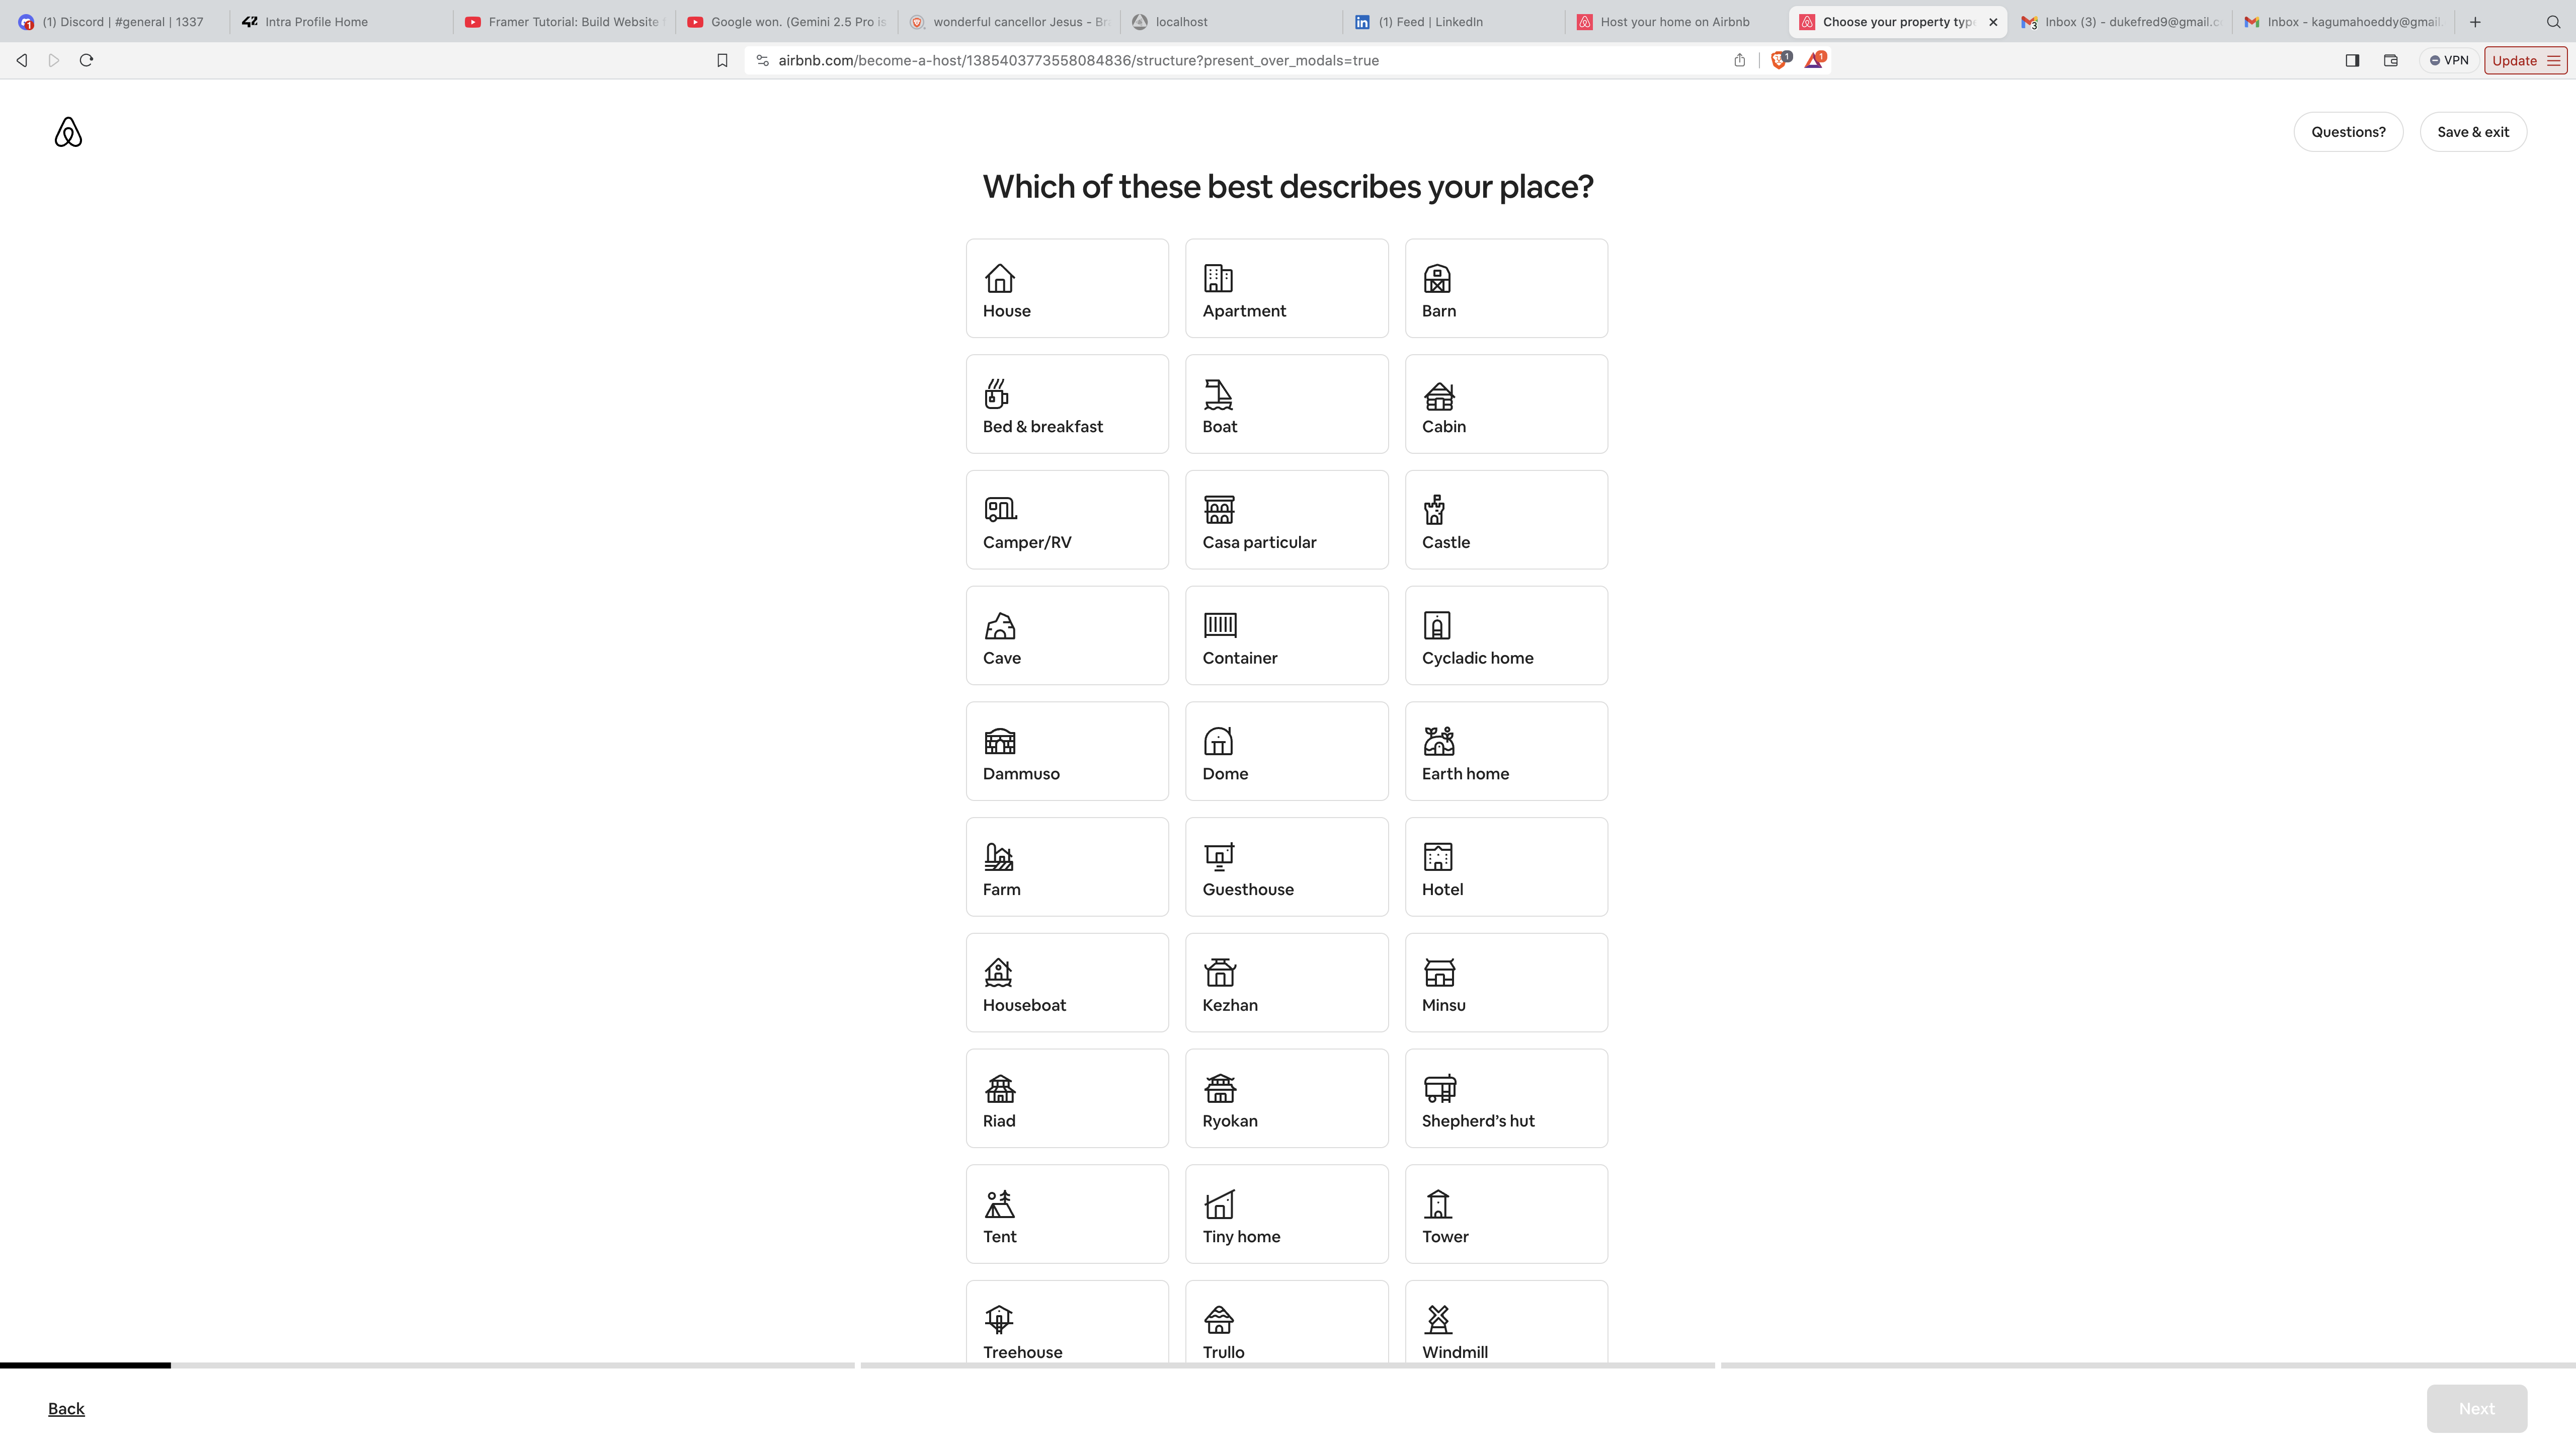 (1) Discord | #general | 1337
42 Intra Profile Home
Framer Tutorial: Build Website
Google won. (Gemini 2.5 Pro is
wonderful cancellor Jesus - Br
localhost
in (1) Feed | LinkedIn
Host your home on Airbnb
Choose your property typ
3 Inbox (3) - dukefred9@gmail.c
Inbox - kagumahoeddy@gmail.
airbnb.com/become-a-host/1385403773558084836/structure?present_over_modals=true
1
1
VPN
Update
Questions?
Save & exit
Which of these best describes your place?
House
Apartment
Barn
Bed & breakfast
Boat
Cabin
Camper/RV
Casa particular
Castle
Cave
Container
Cycladic home
Dammuso
Dome
Earth home
Farm
Guesthouse
Hotel
Houseboat
Kezhan
Minsu
Riad
Ryokan
Shepherd’s hut
Tent
Tiny home
Tower
Treehouse
Trullo
Windmill
Back
Next